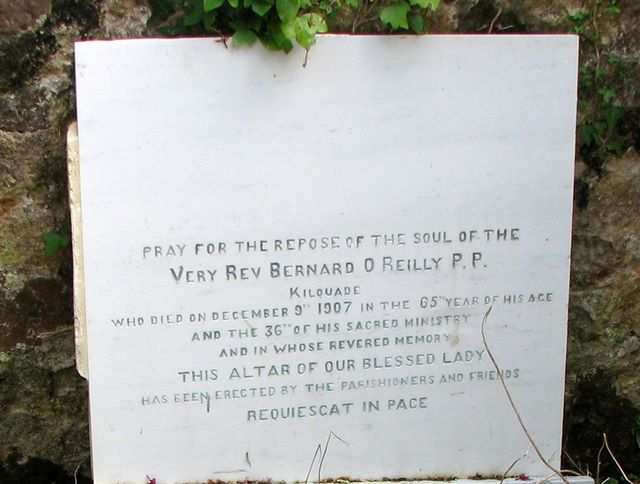 PRAY FOR THE REPOSE OF THE SOUL OF THE
VERY REV BERNARD O REILLY P.P.
KILQUADE
WHO DIED ON DECEMBER 9TH 1907 IN THE 65TH YEAR OF HIS AGE
AND THE 36TH OF HIS SACRED MINISTRY
AND IN WHOSE REVERED MEMORY
THIS ALTAR OF OUR BLESSED LADY
HAS BEEN ERECTED BY THE PARISHIONERS AND FRIENDS
REQUIESCAT IN PACE